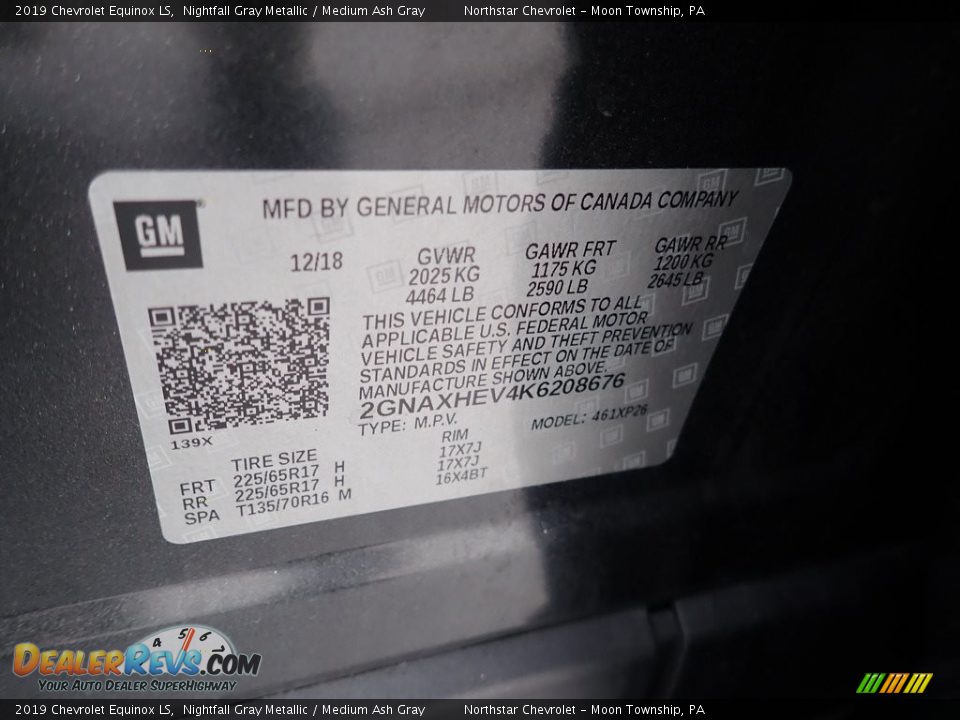 2019 Chevrolet Equinox LS,  Nightfall Gray Metallic / Medium Ash Gray        Northstar Chevrolet - Moon Township, PA
GM
MFD BY GENERAL MOTORS OF CANADA COMPANY
12/18
GVWR GAWR FRT GAWR RR
2025 KG 1175 KG 1200 KG
4464 LB 2590 LB 2645 LB
THIS VEHICLE CONFORMS TO ALL
APPLICABLE U.S. FEDERAL MOTOR
VEHICLE SAFETY AND THEFT PREVENTION
STANDARDS IN EFFECT ON THE DATE OF
MANUFACTURE SHOWN ABOVE.
2GNAXHEV4K6208676
TYPE: M.P.V. MODEL: 461XP26
139X
TIRE SIZE RIM
FRT 225/65R17 H 17X7J
RR 225/65R17 H 17X7J
SPA T135/70R16 M 16X4BT
4 5 6 7
DEALERREVS.COM
YOUR AUTO DEALER SUPERHIGHWAY
2019 Chevrolet Equinox LS,  Nightfall Gray Metallic / Medium Ash Gray        Northstar Chevrolet - Moon Township, PA